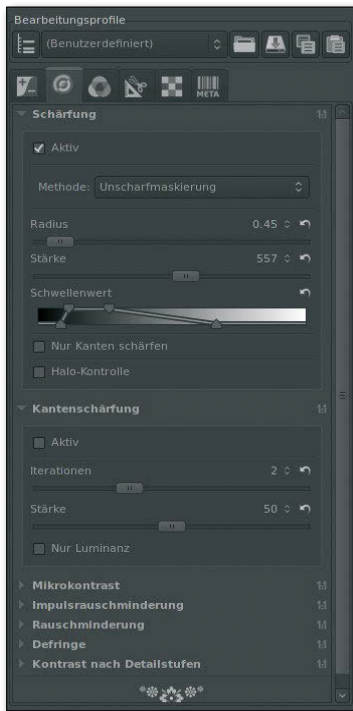 Bearbeitungsprofile
(Benutzerdefiniert)
META
Schärfung 1:1
Aktiv
Methode: Unscharfmaskierung
Radius 0.45
Stärke 557
Schwellenwert
Nur Kanten schärfen
Halo-Kontrolle
Kantenschärfung 1:1
Aktiv
Iterationen 2
Stärke 50
Nur Luminanz
Mikrokontrast 1:1
Impulsrauschminderung 1:1
Rauschminderung 1:1
Defringe 1:1
Kontrast nach Detailstufen 1:1